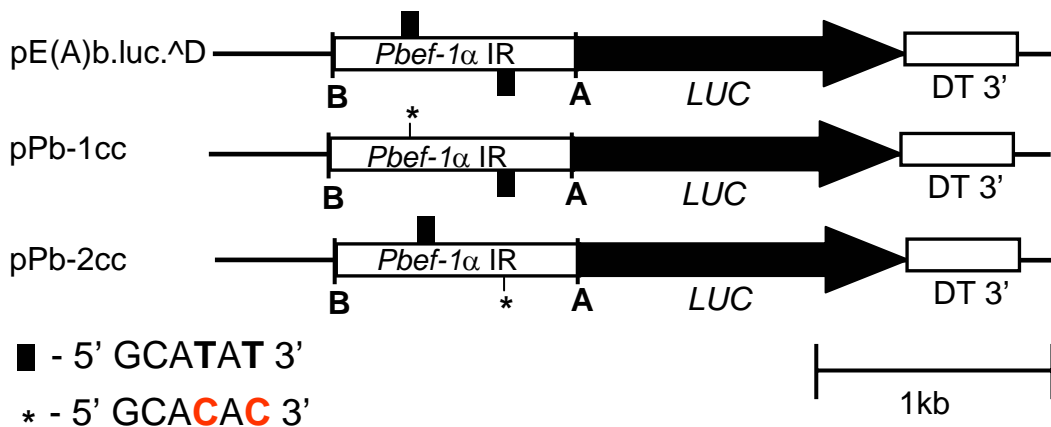 pE(A)b.luc.^D
Pbef-1α IR
B
A
LUC
DT 3’
pPb-1cc
*
Pbef-1α IR
B
A
LUC
DT 3’
pPb-2cc
Pbef-1α IR
B
*
A
LUC
DT 3’
- 5’ GCATAT 3’
* - 5’ GCACAC 3’
1kb